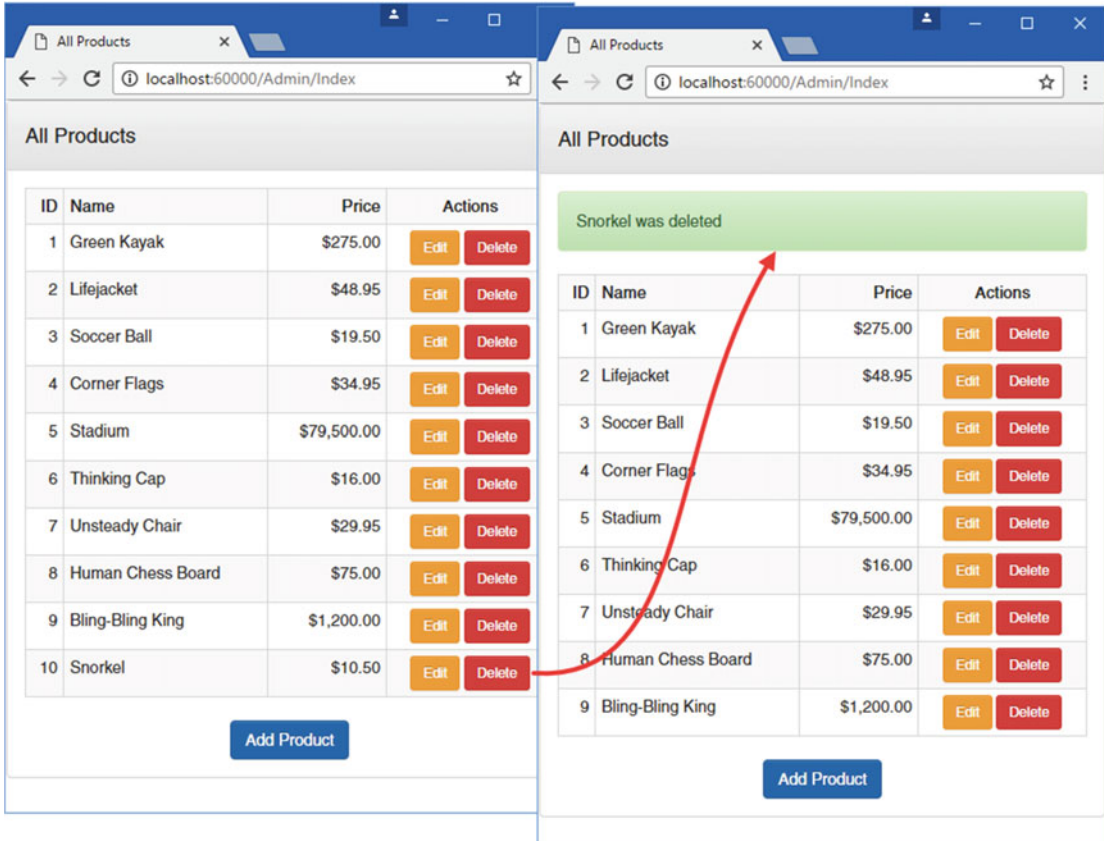 All Products
localhost:60000/Admin/Index
All Products
ID Name Price Actions
1 Green Kayak $275.00 Edit Delete
2 Lifejacket $48.95 Edit Delete
3 Soccer Ball $19.50 Edit Delete
4 Corner Flags $34.95 Edit Delete
5 Stadium $79,500.00 Edit Delete
6 Thinking Cap $16.00 Edit Delete
7 Unsteady Chair $29.95 Edit Delete
8 Human Chess Board $75.00 Edit Delete
9 Bling-Bling King $1,200.00 Edit Delete
10 Snorkel $10.50 Edit Delete
Add Product
All Products
localhost:60000/Admin/Index
All Products
Snorkel was deleted
ID Name Price Actions
1 Green Kayak $275.00 Edit Delete
2 Lifejacket $48.95 Edit Delete
3 Soccer Ball $19.50 Edit Delete
4 Corner Flags $34.95 Edit Delete
5 Stadium $79,500.00 Edit Delete
6 Thinking Cap $16.00 Edit Delete
7 Unsteady Chair $29.95 Edit Delete
8 Human Chess Board $75.00 Edit Delete
9 Bling-Bling King $1,200.00 Edit Delete
Add Product